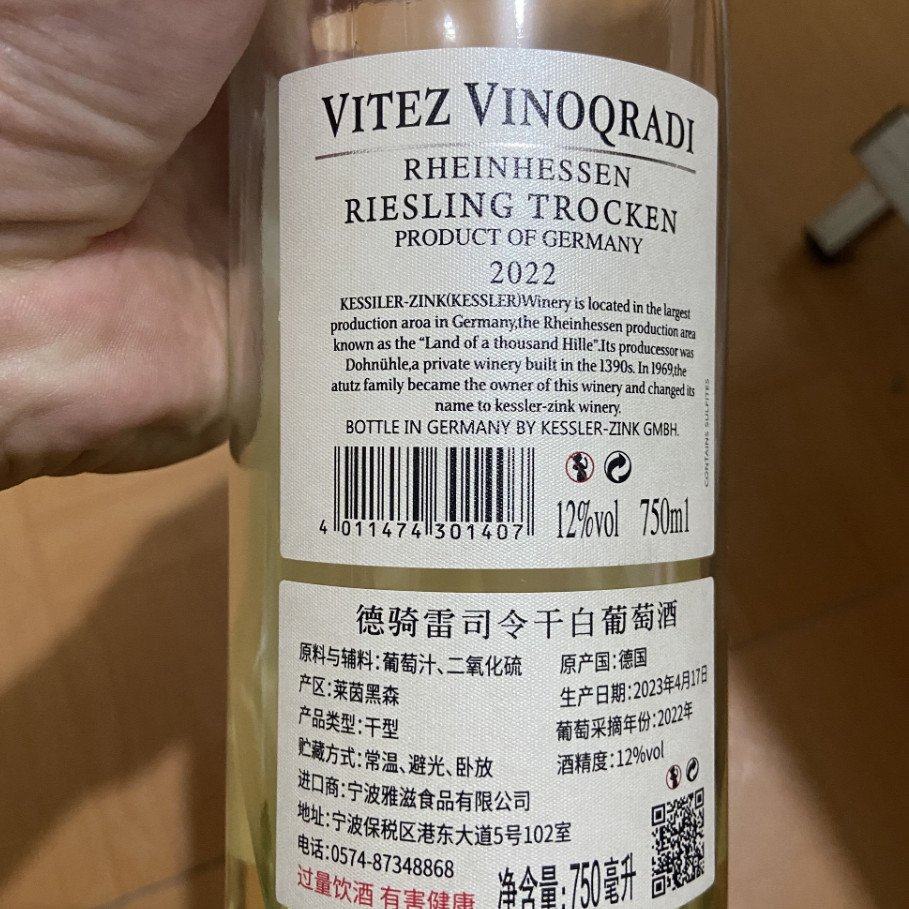 VITEZ VINOQRADI
RHEINHESSEN
RIESLING TROCKEN
PRODUCT OF GERMANY
2022
KESSILER-ZINK(KESSLER)Winery is located in the largest
production aroa in Germany,the Rheinhessen production area
known as the “Land of a thousand Hille”.Its producessor was
Dohnühle,a private winery built in the 1390s. In 1969,the
atutz family became the owner of this winery and changed its
name to kessler-zink winery.
BOTTLE IN GERMANY BY KESSLER-ZINK GMBH.
CONTAINS SULFITES
4 011474 301407
12%vol 750ml
德骑雷司令干白葡萄酒
原料与辅料:葡萄汁、二氧化硫 原产国:德国
产区:莱茵黑森 生产日期:2023年4月17日
产品类型:干型 葡萄采摘年份:2022年
贮藏方式:常温、避光、卧放 酒精度:12%vol
进口商:宁波雅滋食品有限公司
地址:宁波保税区港东大道5号102室
电话:0574-87348868
过量饮酒 有害健康 净含量:750毫升